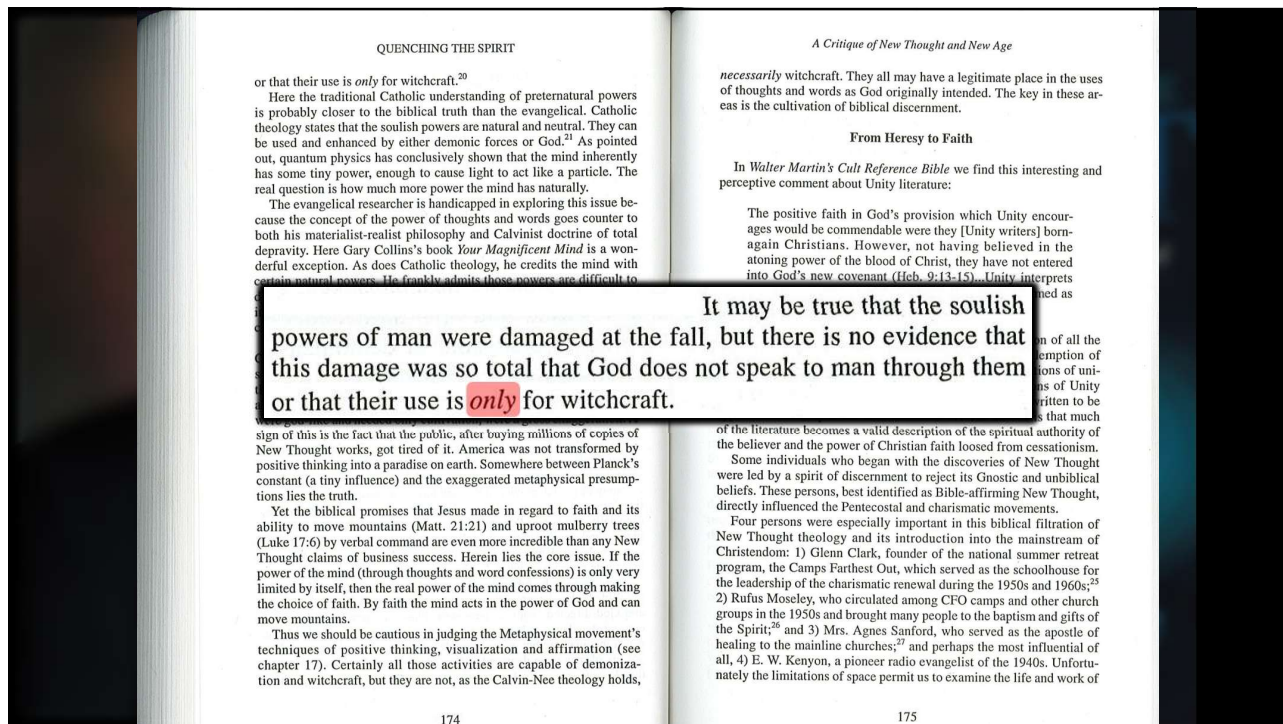 QUENCHING THE SPIRIT
or that their use is only for witchcraft.20
Here the traditional Catholic understanding of preternatural powers
is probably closer to the biblical truth than the evangelical. Catholic
theology states that the soulish powers are natural and neutral. They can
be used and enhanced by either demonic forces or God.21 As pointed
out, quantum physics has conclusively shown that the mind inherently
has some tiny power, enough to cause light to act like a particle. The
real question is how much more power the mind has naturally.
The evangelical researcher is handicapped in exploring this issue be-
cause the concept of the power of thoughts and words goes counter to
both his materialist-realist philosophy and Calvinist doctrine of total
depravity. Here Gary Collins's book Your Magnificent Mind is a won-
derful exception. As does Catholic theology, he credits the mind with
certain natural powers. He frankly admits those powers are difficult to
It may be true that the soulish
powers of man were damaged at the fall, but there is no evidence that
this damage was so total that God does not speak to man through them
or that their use is only for witchcraft.
sign of this is the fact that the public, after buying millions of copies of
New Thought works, got tired of it. America was not transformed by
positive thinking into a paradise on earth. Somewhere between Planck's
constant (a tiny influence) and the exaggerated metaphysical presump-
tions lies the truth.
Yet the biblical promises that Jesus made in regard to faith and its
ability to move mountains (Matt. 21:21) and uproot mulberry trees
(Luke 17:6) by verbal command are even more incredible than any New
Thought claims of business success. Herein lies the core issue. If the
power of the mind (through thoughts and word confessions) is only very
limited by itself, then the real power of the mind comes through making
the choice of faith. By faith the mind acts in the power of God and can
move mountains.
Thus we should be cautious in judging the Metaphysical movement's
techniques of positive thinking, visualization and affirmation (see
chapter 17). Certainly all those activities are capable of demoniza-
tion and witchcraft, but they are not, as the Calvin-Nee theology holds,
174
A Critique of New Thought and New Age
necessarily witchcraft. They all may have a legitimate place in the uses
of thoughts and words as God originally intended. The key in these ar-
eas is the cultivation of biblical discernment.
From Heresy to Faith
In Walter Martin's Cult Reference Bible we find this interesting and
perceptive comment about Unity literature:
The positive faith in God's provision which Unity encour-
ages would be commendable were they [Unity writers] born-
again Christians. However, not having believed in the
atoning power of the blood of Christ, they have not entered
into God's new covenant (Heb. 9:13-15)...Unity interprets
med as
n of all the
emption of
ions of uni-
ns of Unity
ritten to be
s that much
of the literature becomes a valid description of the spiritual authority of
the believer and the power of Christian faith loosed from cessationism.
Some individuals who began with the discoveries of New Thought
were led by a spirit of discernment to reject its Gnostic and unbiblical
beliefs. These persons, best identified as Bible-affirming New Thought,
directly influenced the Pentecostal and charismatic movements.
Four persons were especially important in this biblical filtration of
New Thought theology and its introduction into the mainstream of
Christendom: 1) Glenn Clark, founder of the national summer retreat
program, the Camps Farthest Out, which served as the schoolhouse for
the leadership of the charismatic renewal during the 1950s and 1960s;25
2) Rufus Moseley, who circulated among CFO camps and other church
groups in the 1950s and brought many people to the baptism and gifts of
the Spirit;26 and 3) Mrs. Agnes Sanford, who served as the apostle of
healing to the mainline churches;27 and perhaps the most influential of
all, 4) E. W. Kenyon, a pioneer radio evangelist of the 1940s. Unfortu-
nately the limitations of space permit us to examine the life and work of
175